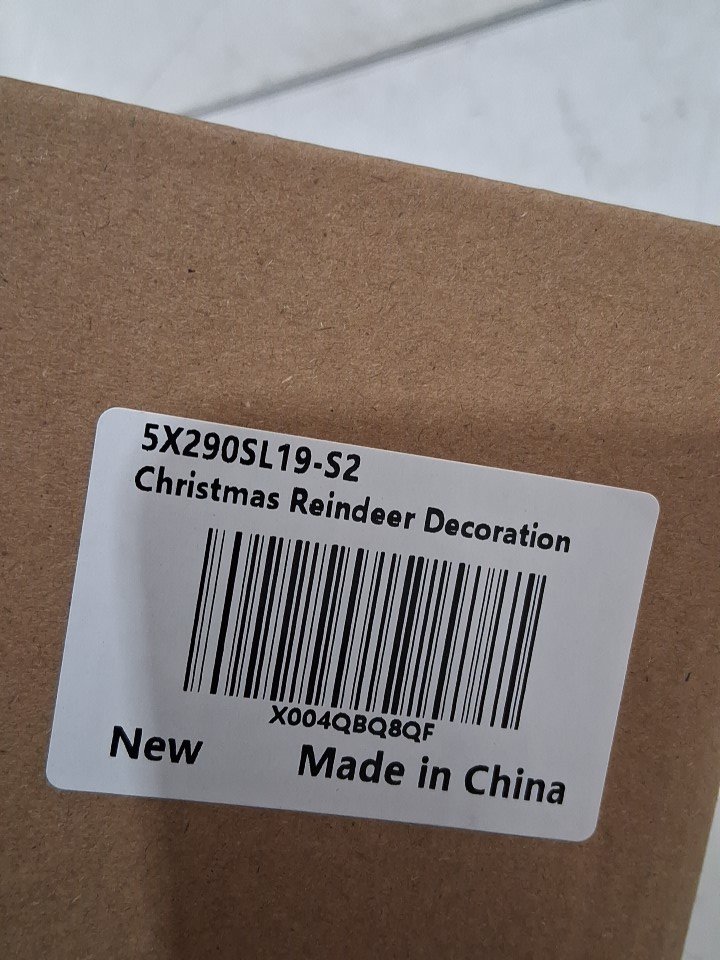 5X290SL19-S2
Christmas Reindeer Decoration
X004QBQ8QF
New
Made in China